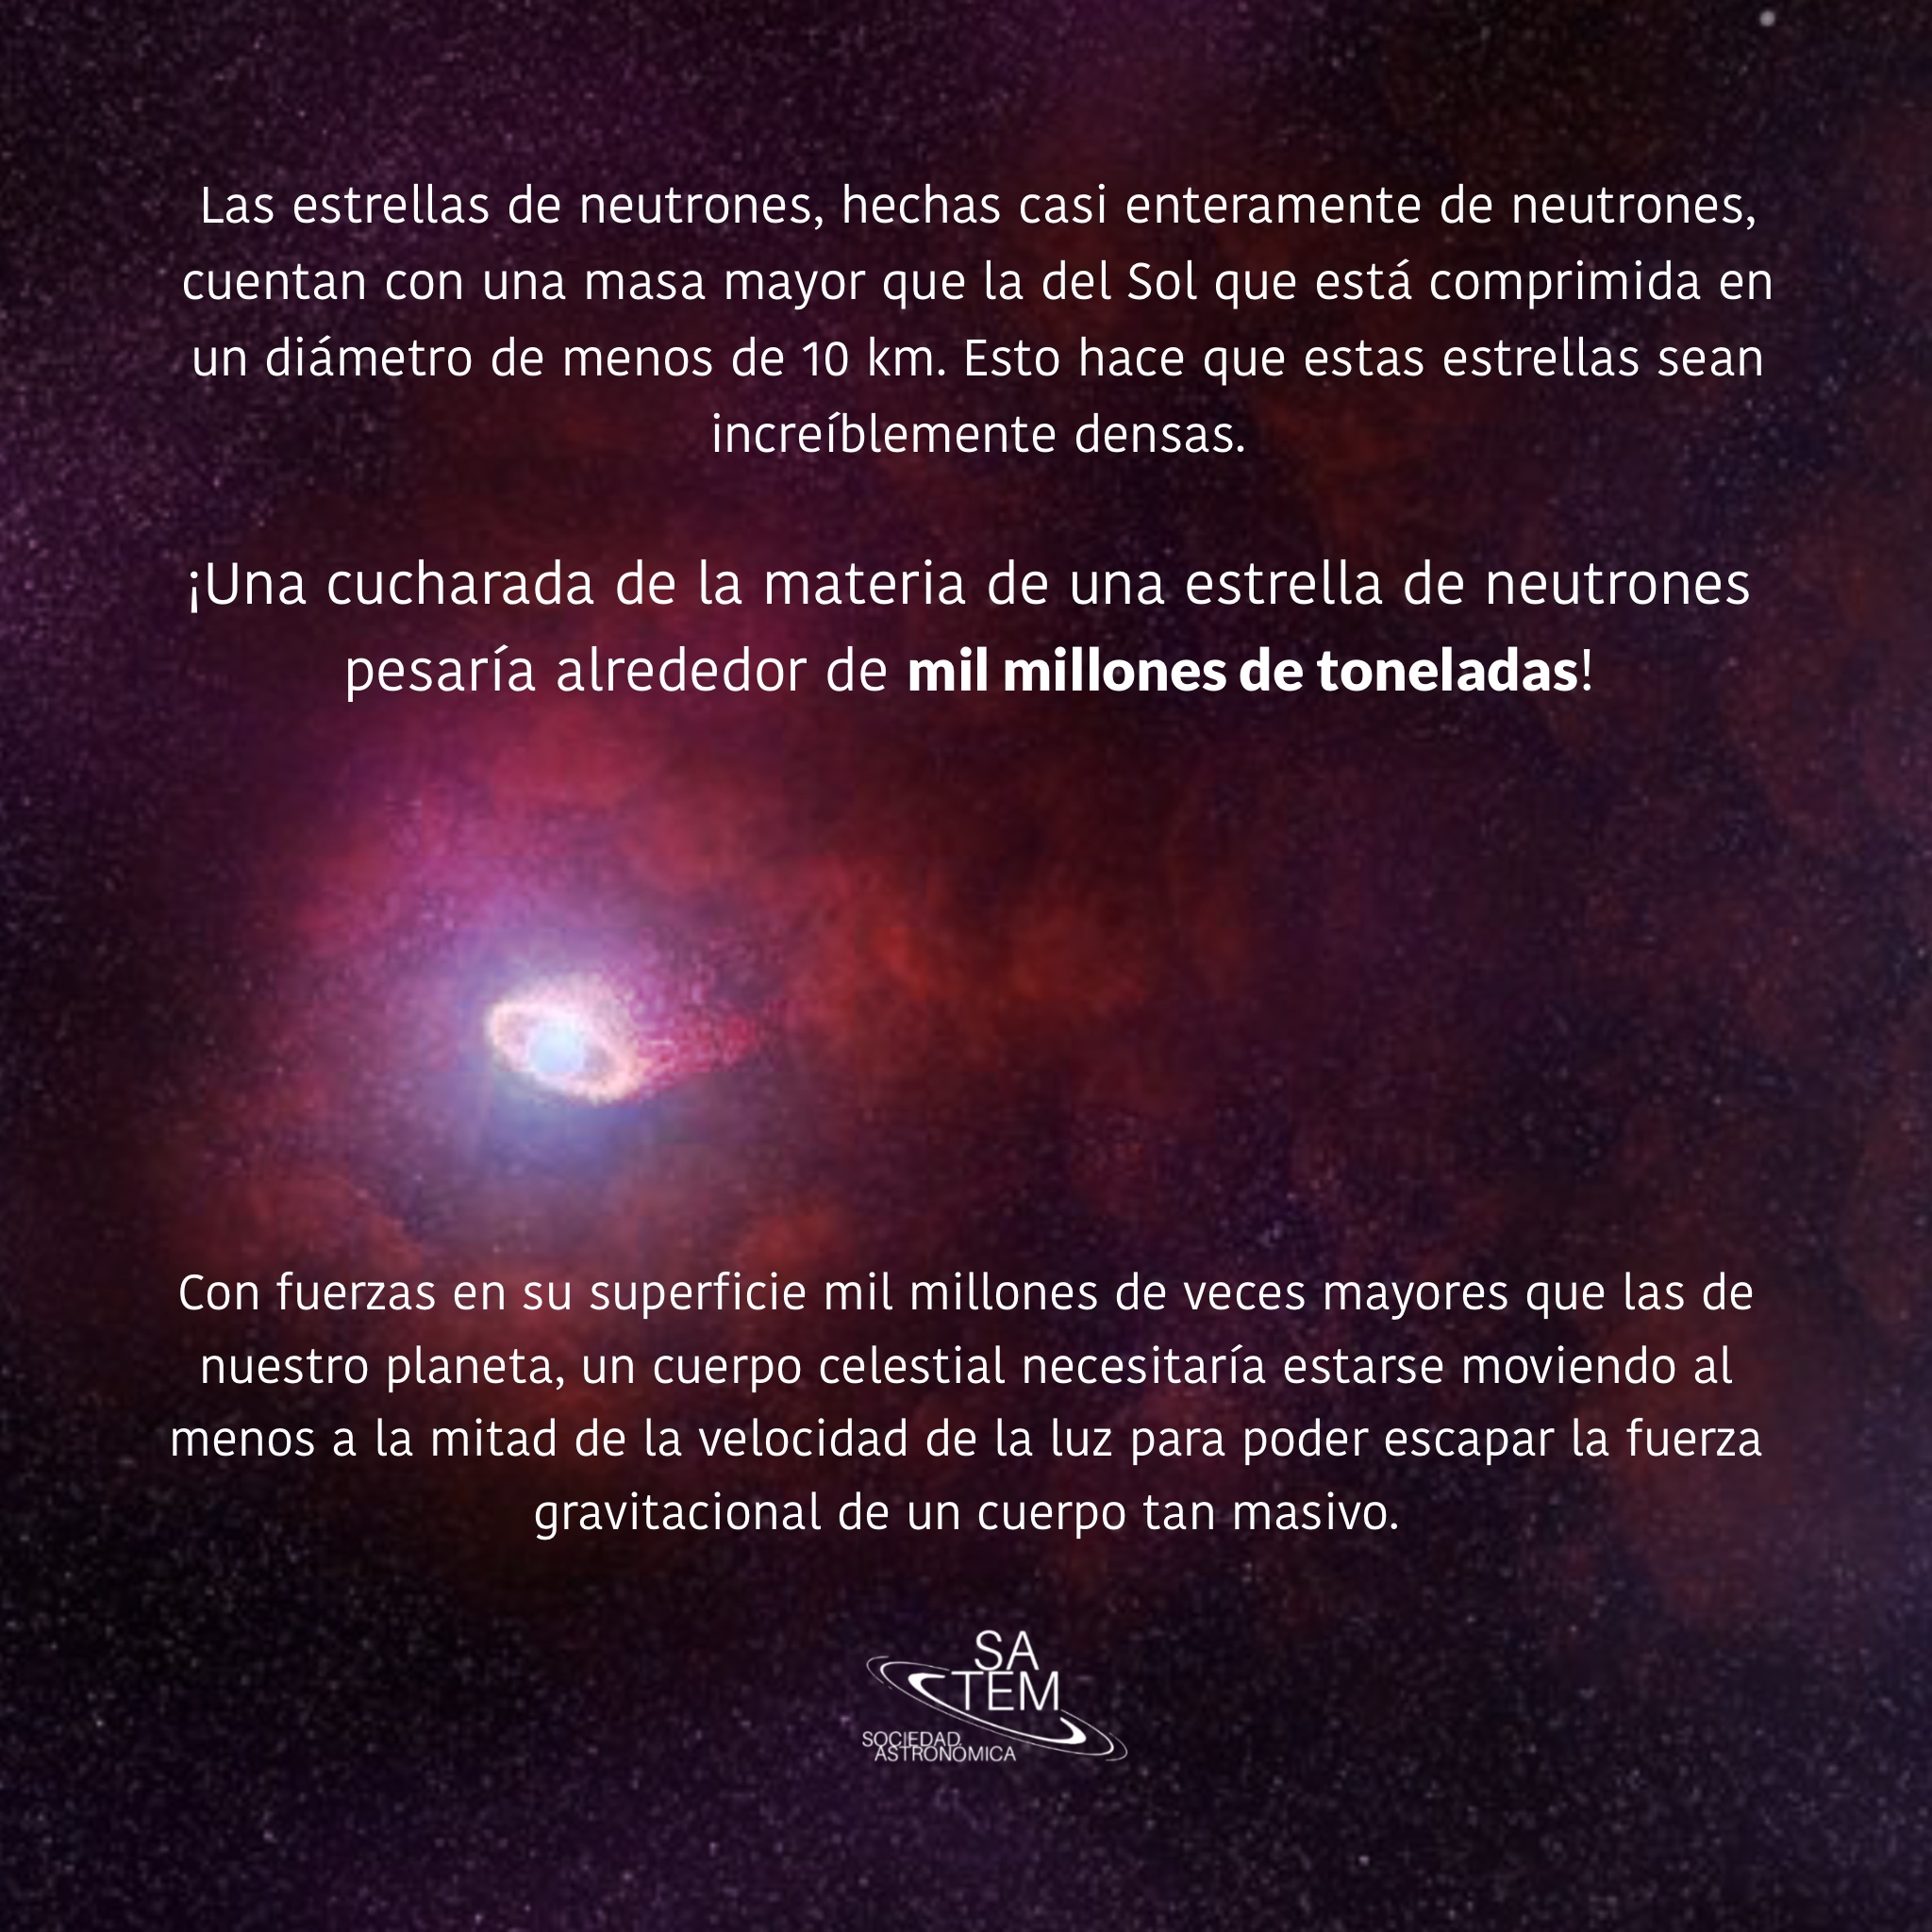 Las estrellas de neutrones, hechas casi enteramente de neutrones,
cuentan con una masa mayor que la del Sol que está comprimida en
un diámetro de menos de 10 km. Esto hace que estas estrellas sean
increíblemente densas.
¡Una cucharada de la materia de una estrella de neutrones
pesaría alrededor de mil millones de toneladas!
Con fuerzas en su superficie mil millones de veces mayores que las de
nuestro planeta, un cuerpo celestial necesitaría estarse moviendo al
menos a la mitad de la velocidad de la luz para poder escapar la fuerza
gravitacional de un cuerpo tan masivo.
SA
TEM
SOCIEDAD
ASTRONÓMICA